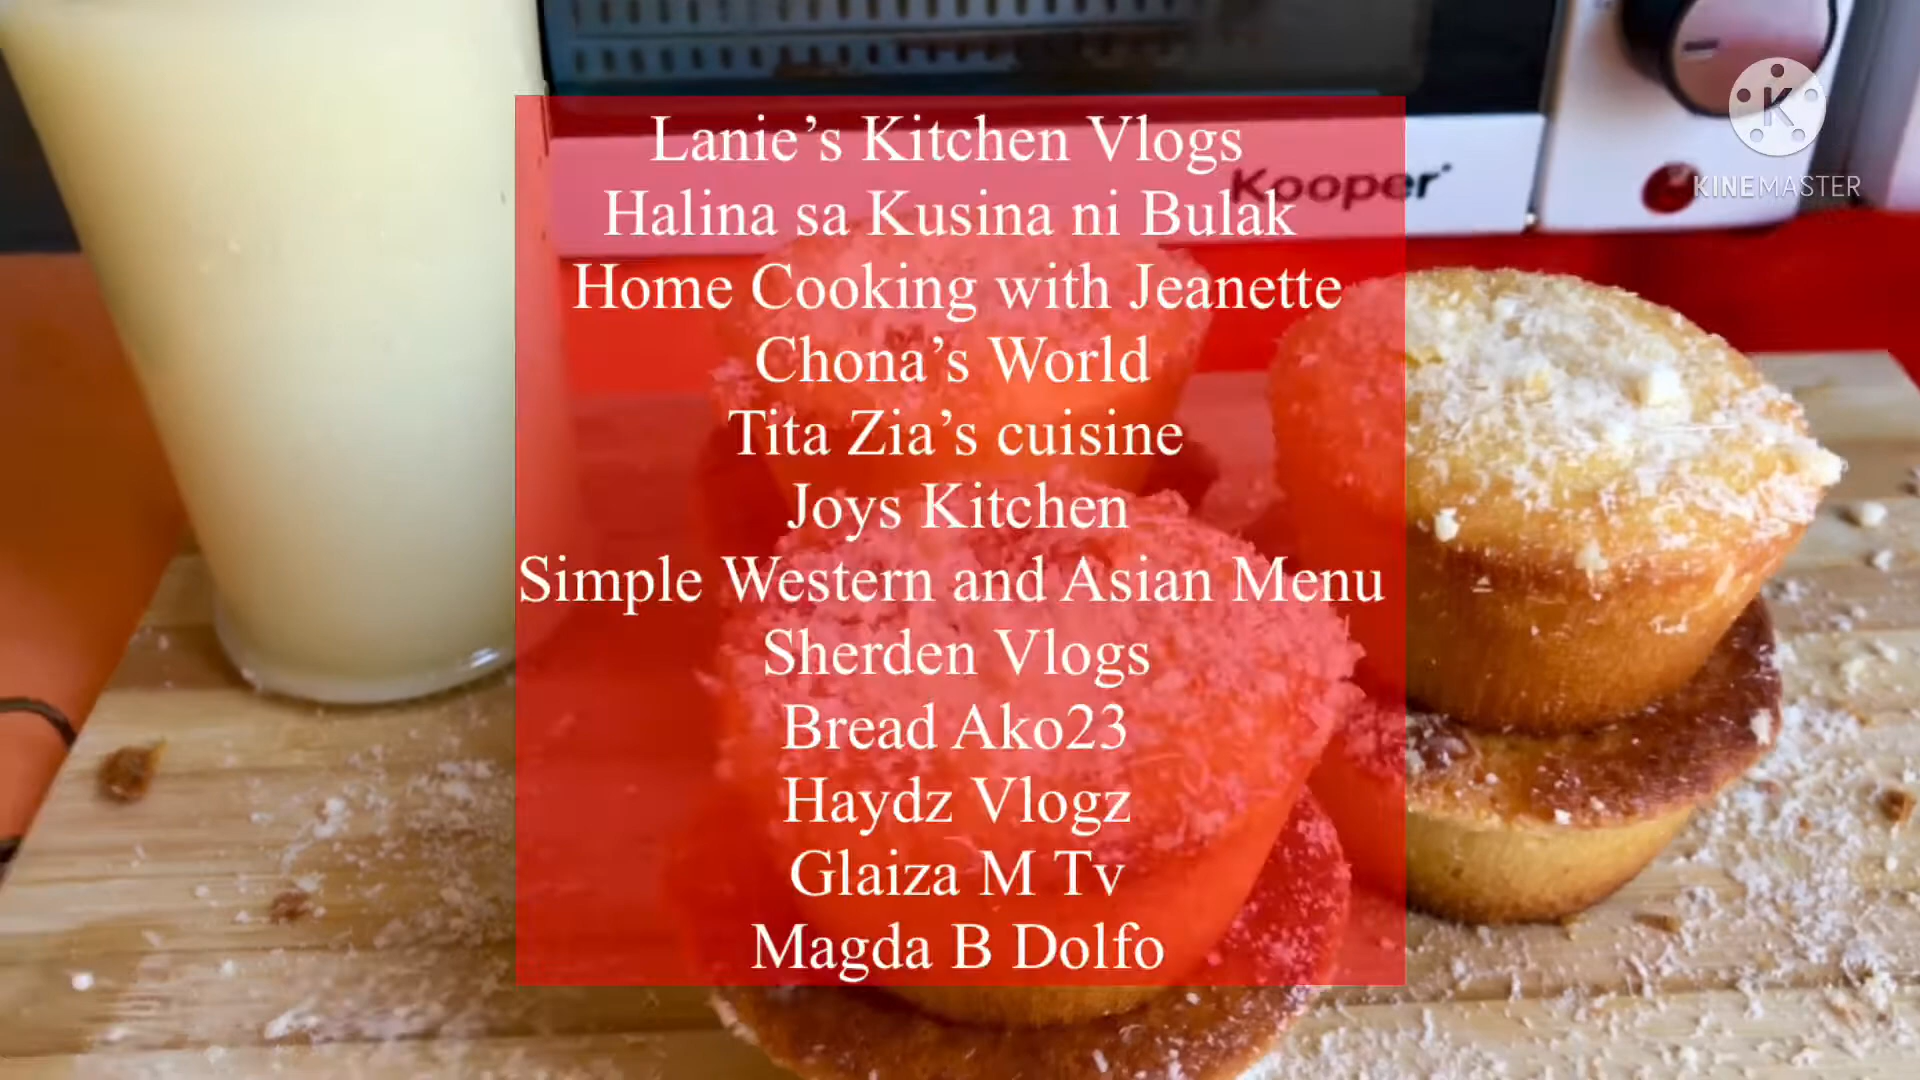 Lanie’s Kitchen Vlogs
Halina sa Kusina ni Bulak
Home Cooking with Jeanette
Chona’s World
Tita Zia’s cuisine
Joys Kitchen
Simple Western and Asian Menu
Sherden Vlogs
Bread Ako23
Haydz Vlogz
Glaiza M Tv
Magda B Dolfo
Kooper
K
KINEMASTER